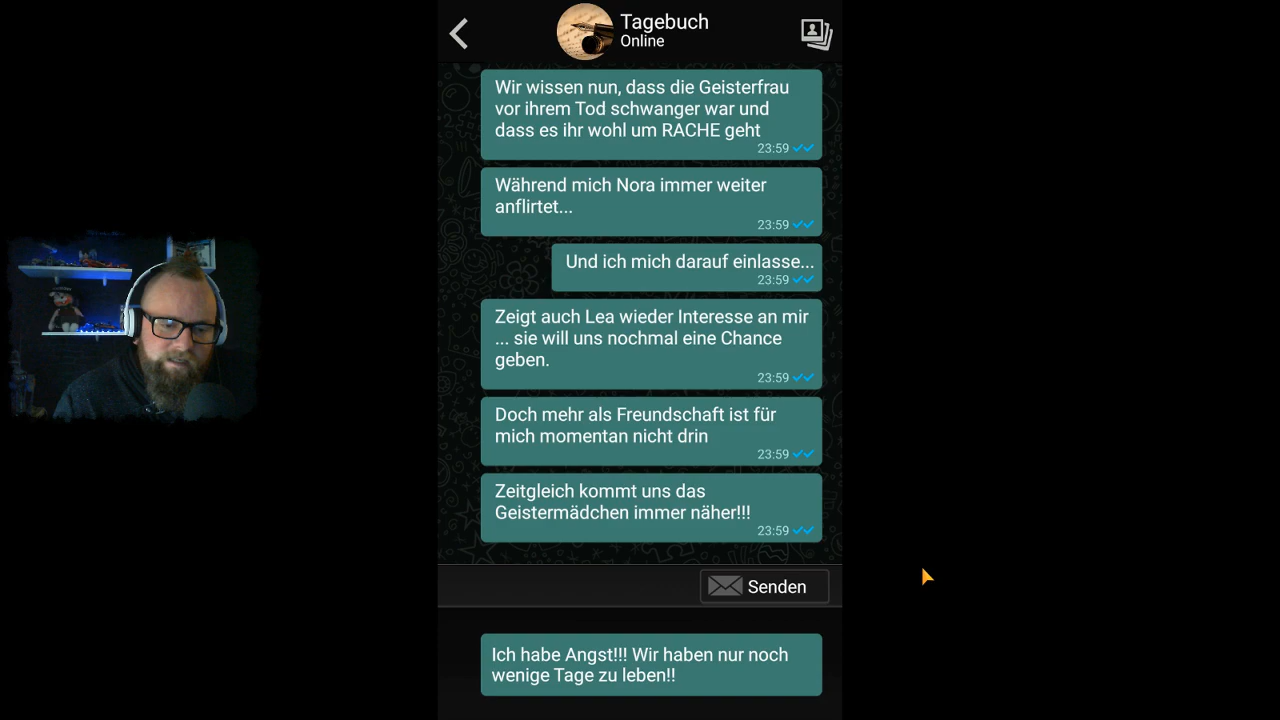 Tagebuch
Online
Wir wissen nun, dass die Geisterfrau
vor ihrem Tod schwanger war und
dass es ihr wohl um RACHE geht
23:59
Während mich Nora immer weiter
anflirtet...
23:59
Und ich mich darauf einlasse...
23:59
Zeigt auch Lea wieder Interesse an mir
... sie will uns nochmal eine Chance
geben.
23:59
Doch mehr als Freundschaft ist für
mich momentan nicht drin
23:59
Zeitgleich kommt uns das
Geistermädchen immer näher!!!
23:59
Senden
Ich habe Angst!!! Wir haben nur noch
wenige Tage zu leben!!